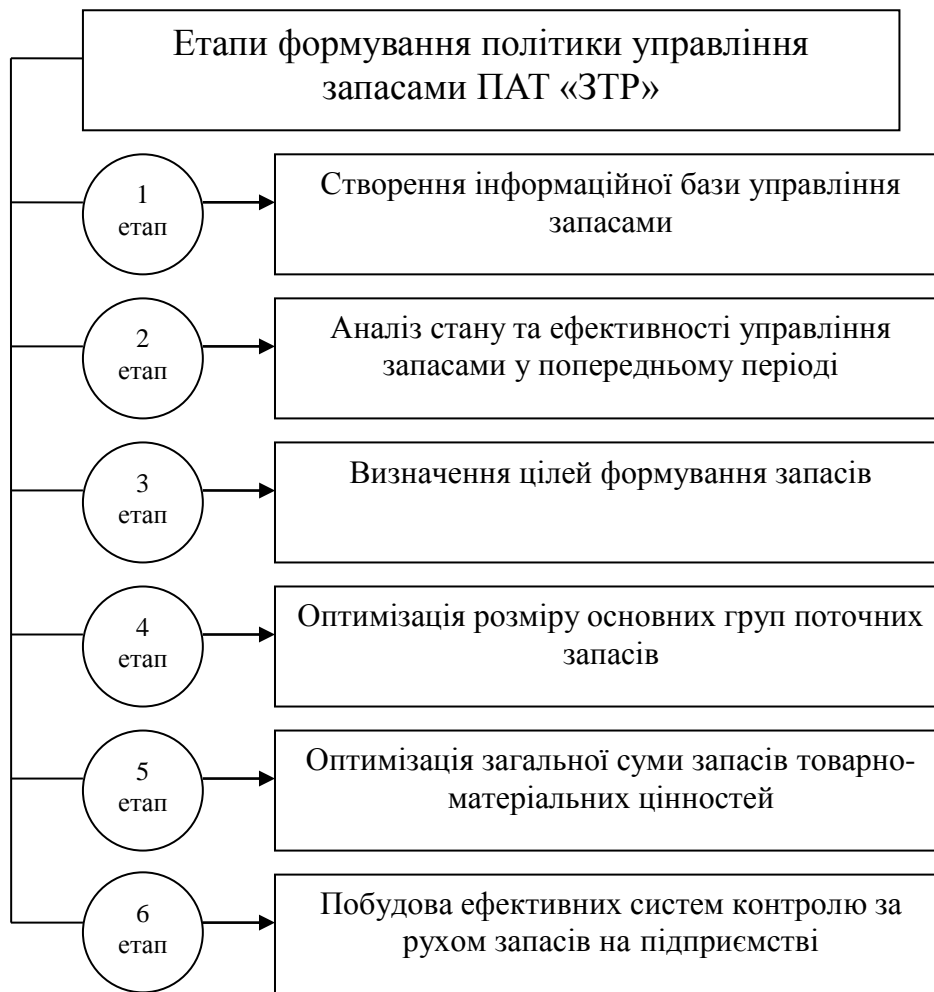 Етапи формування політики управління
запасами ПАТ «ЗТР»
1
етап
Створення інформаційної бази управління
запасами
2
етап
Аналіз стану та ефективності управління
запасами у попередньому періоді
3
етап
Визначення цілей формування запасів
4
етап
Оптимізація розміру основних груп поточних
запасів
5
етап
Оптимізація загальної суми запасів товарно-
матеріальних цінностей
6
етап
Побудова ефективних систем контролю за
рухом запасів на підприємстві